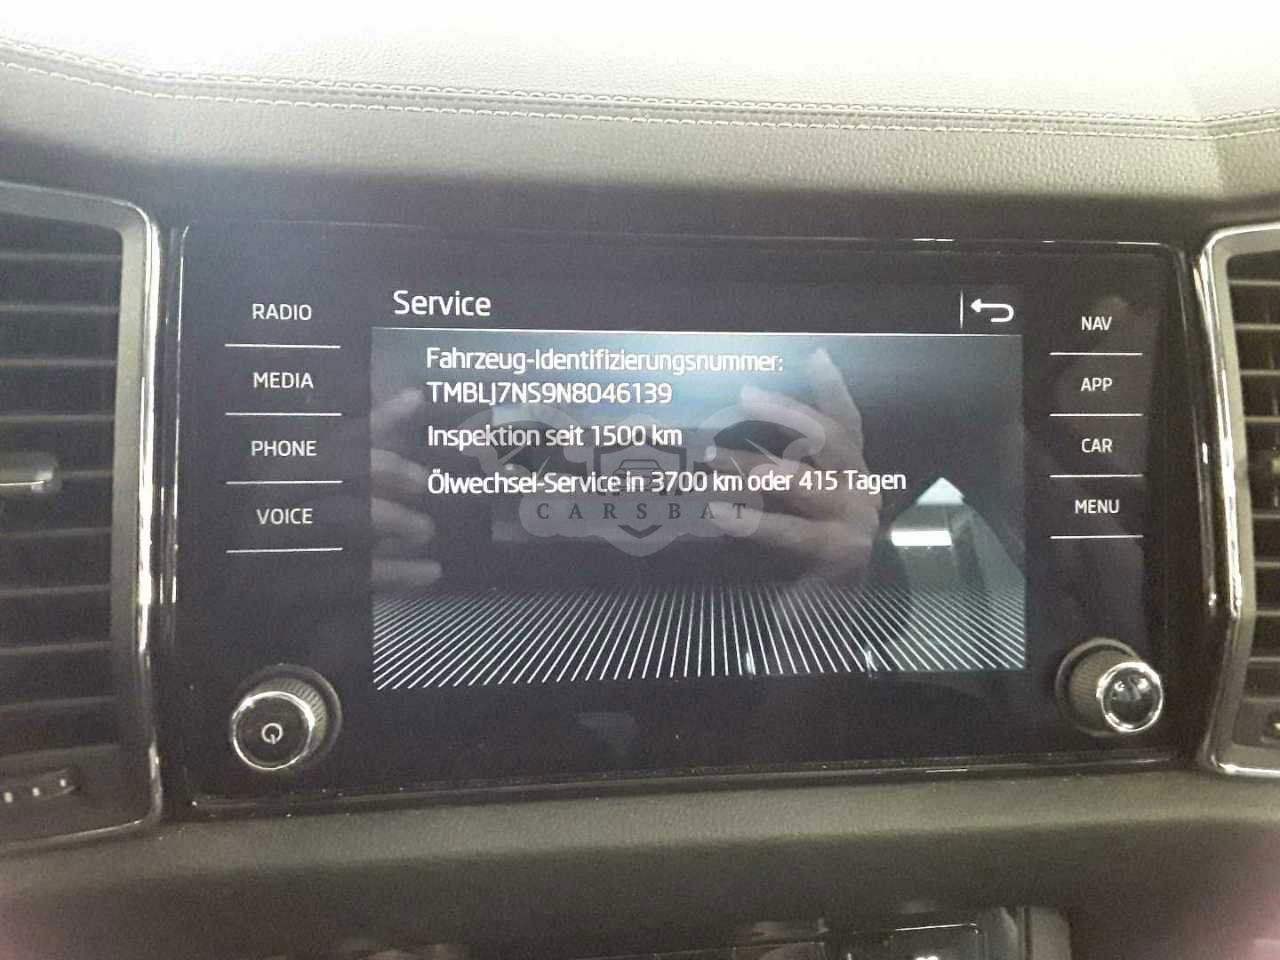 Service
RADIO
MEDIA
PHONE
VOICE
Fahrzeug-Identifizierungsnummer:
TMBLJ7NS9N8046139
Inspektion seit 1500 km
Ölwechsel-Service in 3700 km oder 415 Tagen
CARSBAT
NAV
APP
CAR
MENU